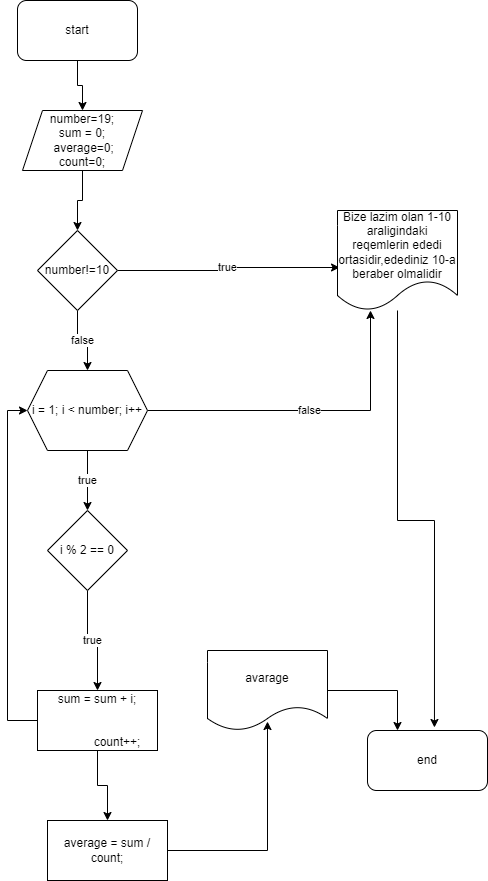 start
number=19;
sum = 0;
average=0;
count=0;
number!=10
true
Bize lazim olan 1-10
araligindaki
reqemlerin ededi
ortasidir,edediniz 10-a
beraber olmalidir
false
i = 1; i < number; i++
false
true
i % 2 == 0
true
sum = sum + i;
count++;
avarage
end
average = sum /
count;